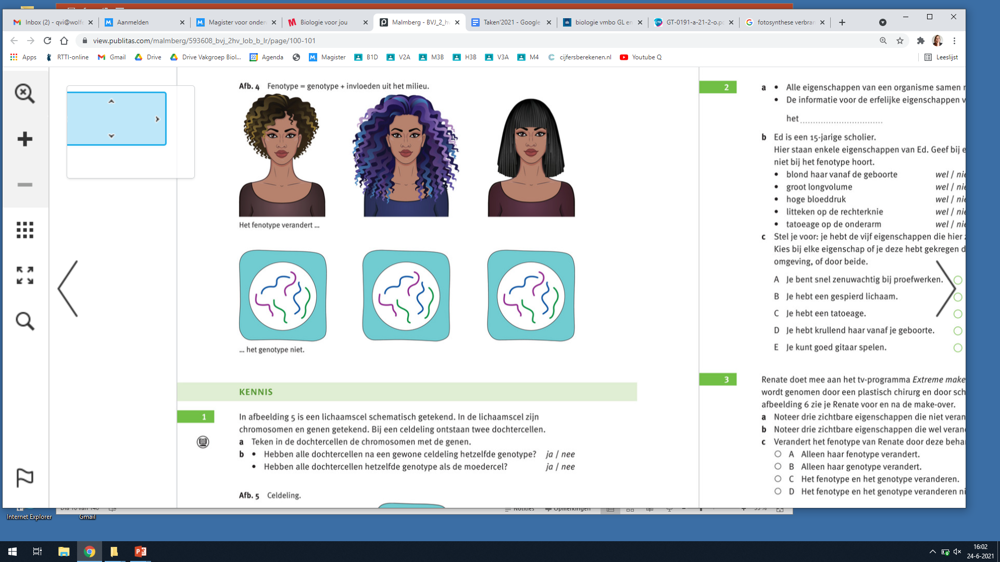 Inbox (2) - qvi@wolfe
Aanmelden
Magister voor onder
Biologie voor jou
Malmberg - BVJ_2_hv
Taken'2021 - Google
biologie vmbo GL en
GT-0191-a-21-2-o.pd
fotosynthese verbran
view.publitas.com/malmberg/593608_bvj_2hv_lob_b_lr/page/100-101
Apps
RTTI-online
Gmail
Drive
Drive Vakgroep Biol...
Agenda
Magister
B1D
V2A
M3B
H3B
V3A
M4
cijfersberekenen.nl
Youtube Q
Leeslijst
Afb. 4 Fenotype = genotype + invloeden uit het milieu.
Het fenotype verandert ...
... het genotype niet.
KENNIS
1
In afbeelding 5 is een lichaamscel schematisch getekend. In de lichaamscel zijn
chromosomen en genen getekend. Bij een celdeling ontstaan twee dochtercellen.
a Teken in de dochtercellen de chromosomen met de genen.
b • Hebben alle dochtercellen na een gewone celdeling hetzelfde genotype? ja / nee
• Hebben alle dochtercellen hetzelfde genotype als de moedercel? ja / nee
Afb. 5 Celdeling.
2
a • Alle eigenschappen van een organisme samen
• De informatie voor de erfelijke eigenschappen v
het ..............................
b Ed is een 15-jarige scholier.
Hier staan enkele eigenschappen van Ed. Geef bij e
niet bij het fenotype hoort.
• blond haar vanaf de geboorte wel / nie
• groot longvolume wel / nie
• hoge bloeddruk wel / nie
• litteken op de rechterknie wel / nie
• tatoeage op de onderarm wel / nie
c Stel je voor: je hebt de vijf eigenschappen die hier
Kies bij elke eigenschap of je deze hebt gekregen d
omgeving, of door beide.
A Je bent snel zenuwachtig bij proefwerken.
B Je hebt een gespierd lichaam.
C Je hebt een tatoeage.
D Je hebt krullend haar vanaf je geboorte.
E Je kunt goed gitaar spelen.
3
Renate doet mee aan het tv-programma Extreme make
wordt genomen door een plastisch chirurg en door sch
afbeelding 6 zie je Renate voor en na de make-over.
a Noteer drie zichtbare eigenschappen die niet veran
b Noteer drie zichtbare eigenschappen die wel veran
c Verandert het fenotype van Renate door deze beha
A Alleen haar fenotype verandert.
B Alleen haar genotype verandert.
C Het fenotype en het genotype veranderen.
D Het fenotype en het genotype veranderen ni
Notities
Opmerkingen
Internet Explorer
Gmail
16:02
24-6-2021